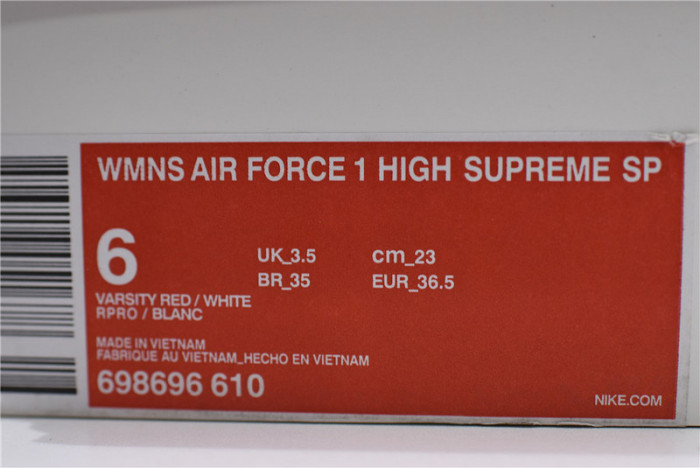 WMNS AIR FORCE 1 HIGH SUPREME SP
6
UK_3.5 cm_23
BR_35 EUR_36.5
VARSITY RED / WHITE
RPRO / BLANC
MADE IN VIETNAM
FABRIQUE AU VIETNAM_HECHO EN VIETNAM
698696 610
NIKE.COM